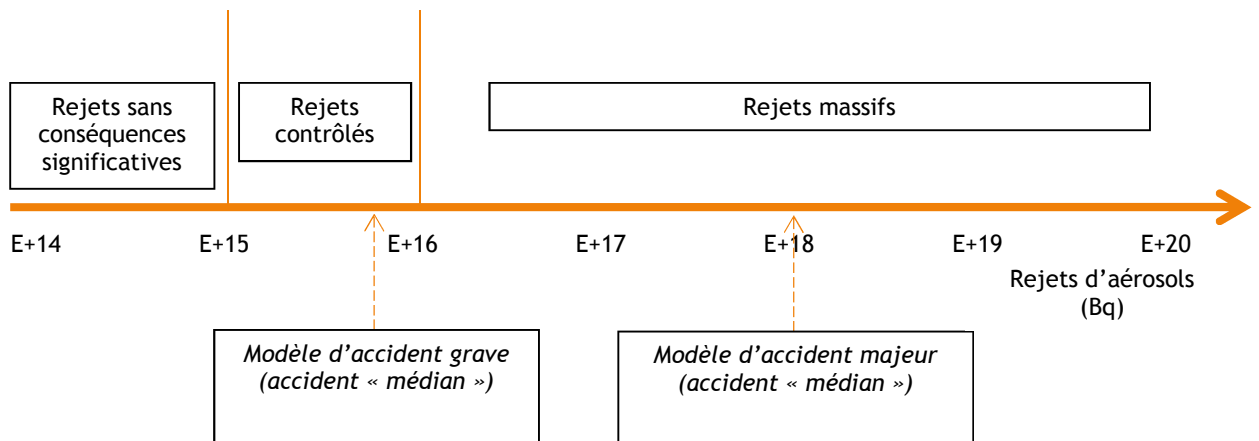 Rejets sans
conséquences
significatives
Rejets
contrôlés
Rejets massifs
E+14
E+15
E+16
E+17
E+18
E+19
E+20
Rejets d’aérosols
(Bq)
Modèle d’accident grave
(accident « médian »)
Modèle d’accident majeur
(accident « médian »)